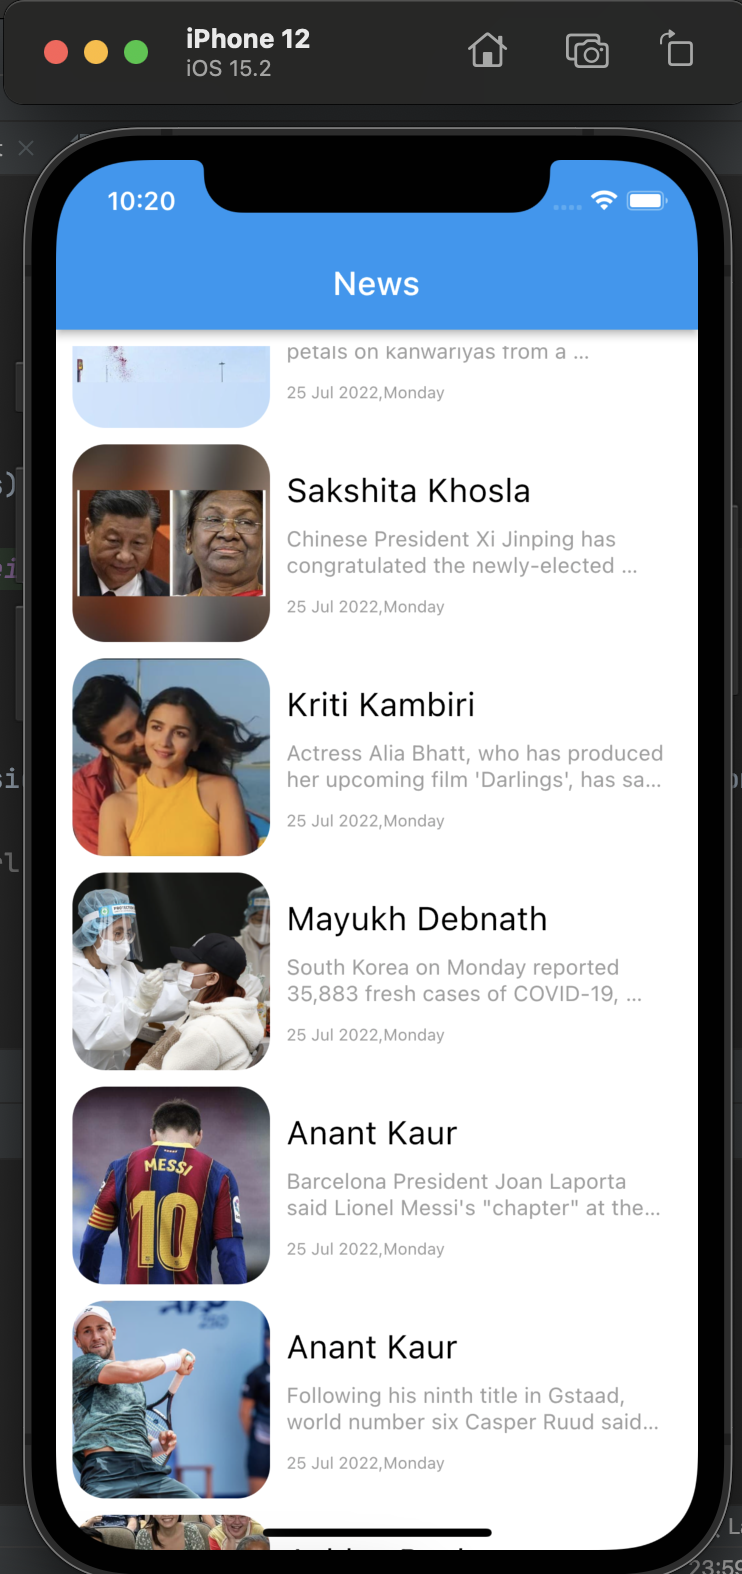 iPhone 12
iOS 15.2
10:20
News
petals on kanwariyas from a ...
25 Jul 2022,Monday
Sakshita Khosla
Chinese President Xi Jinping has
congratulated the newly-elected ...
25 Jul 2022,Monday
Kriti Kambiri
Actress Alia Bhatt, who has produced
her upcoming film 'Darlings', has sa...
25 Jul 2022,Monday
Mayukh Debnath
South Korea on Monday reported
35,883 fresh cases of COVID-19, ...
25 Jul 2022,Monday
MESSI
10
Anant Kaur
Barcelona President Joan Laporta
said Lionel Messi's "chapter" at the...
25 Jul 2022,Monday
250
Anant Kaur
Following his ninth title in Gstaad,
world number six Casper Ruud said...
25 Jul 2022,Monday
23:59